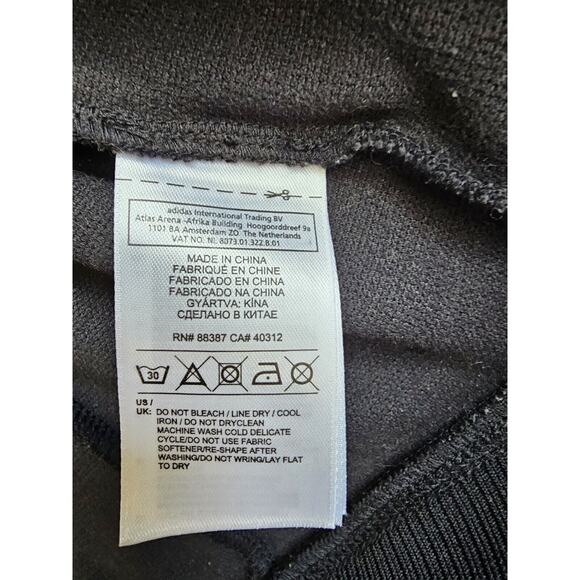 adidas International Trading BV
Atlas Arena -Afrika Building Hoogoorddreef 9a
1101 BA Amsterdam ZO The Netherlands
VAT NO. NL 8073.01.322.B.01
MADE IN CHINA
FABRIQUÉ EN CHINE
FABRICADO EN CHINA
FABRICADO NA CHINA
GYÁRTVA: KÍNA
СДЕЛАНО В КИТАЕ
RN# 88387 CA# 40312
30
US /
UK: DO NOT BLEACH / LINE DRY / COOL
IRON / DO NOT DRYCLEAN
MACHINE WASH COLD DELICATE
CYCLE/DO NOT USE FABRIC
SOFTENER/RE-SHAPE AFTER
WASHING/DO NOT WRING/LAY FLAT
TO DRY